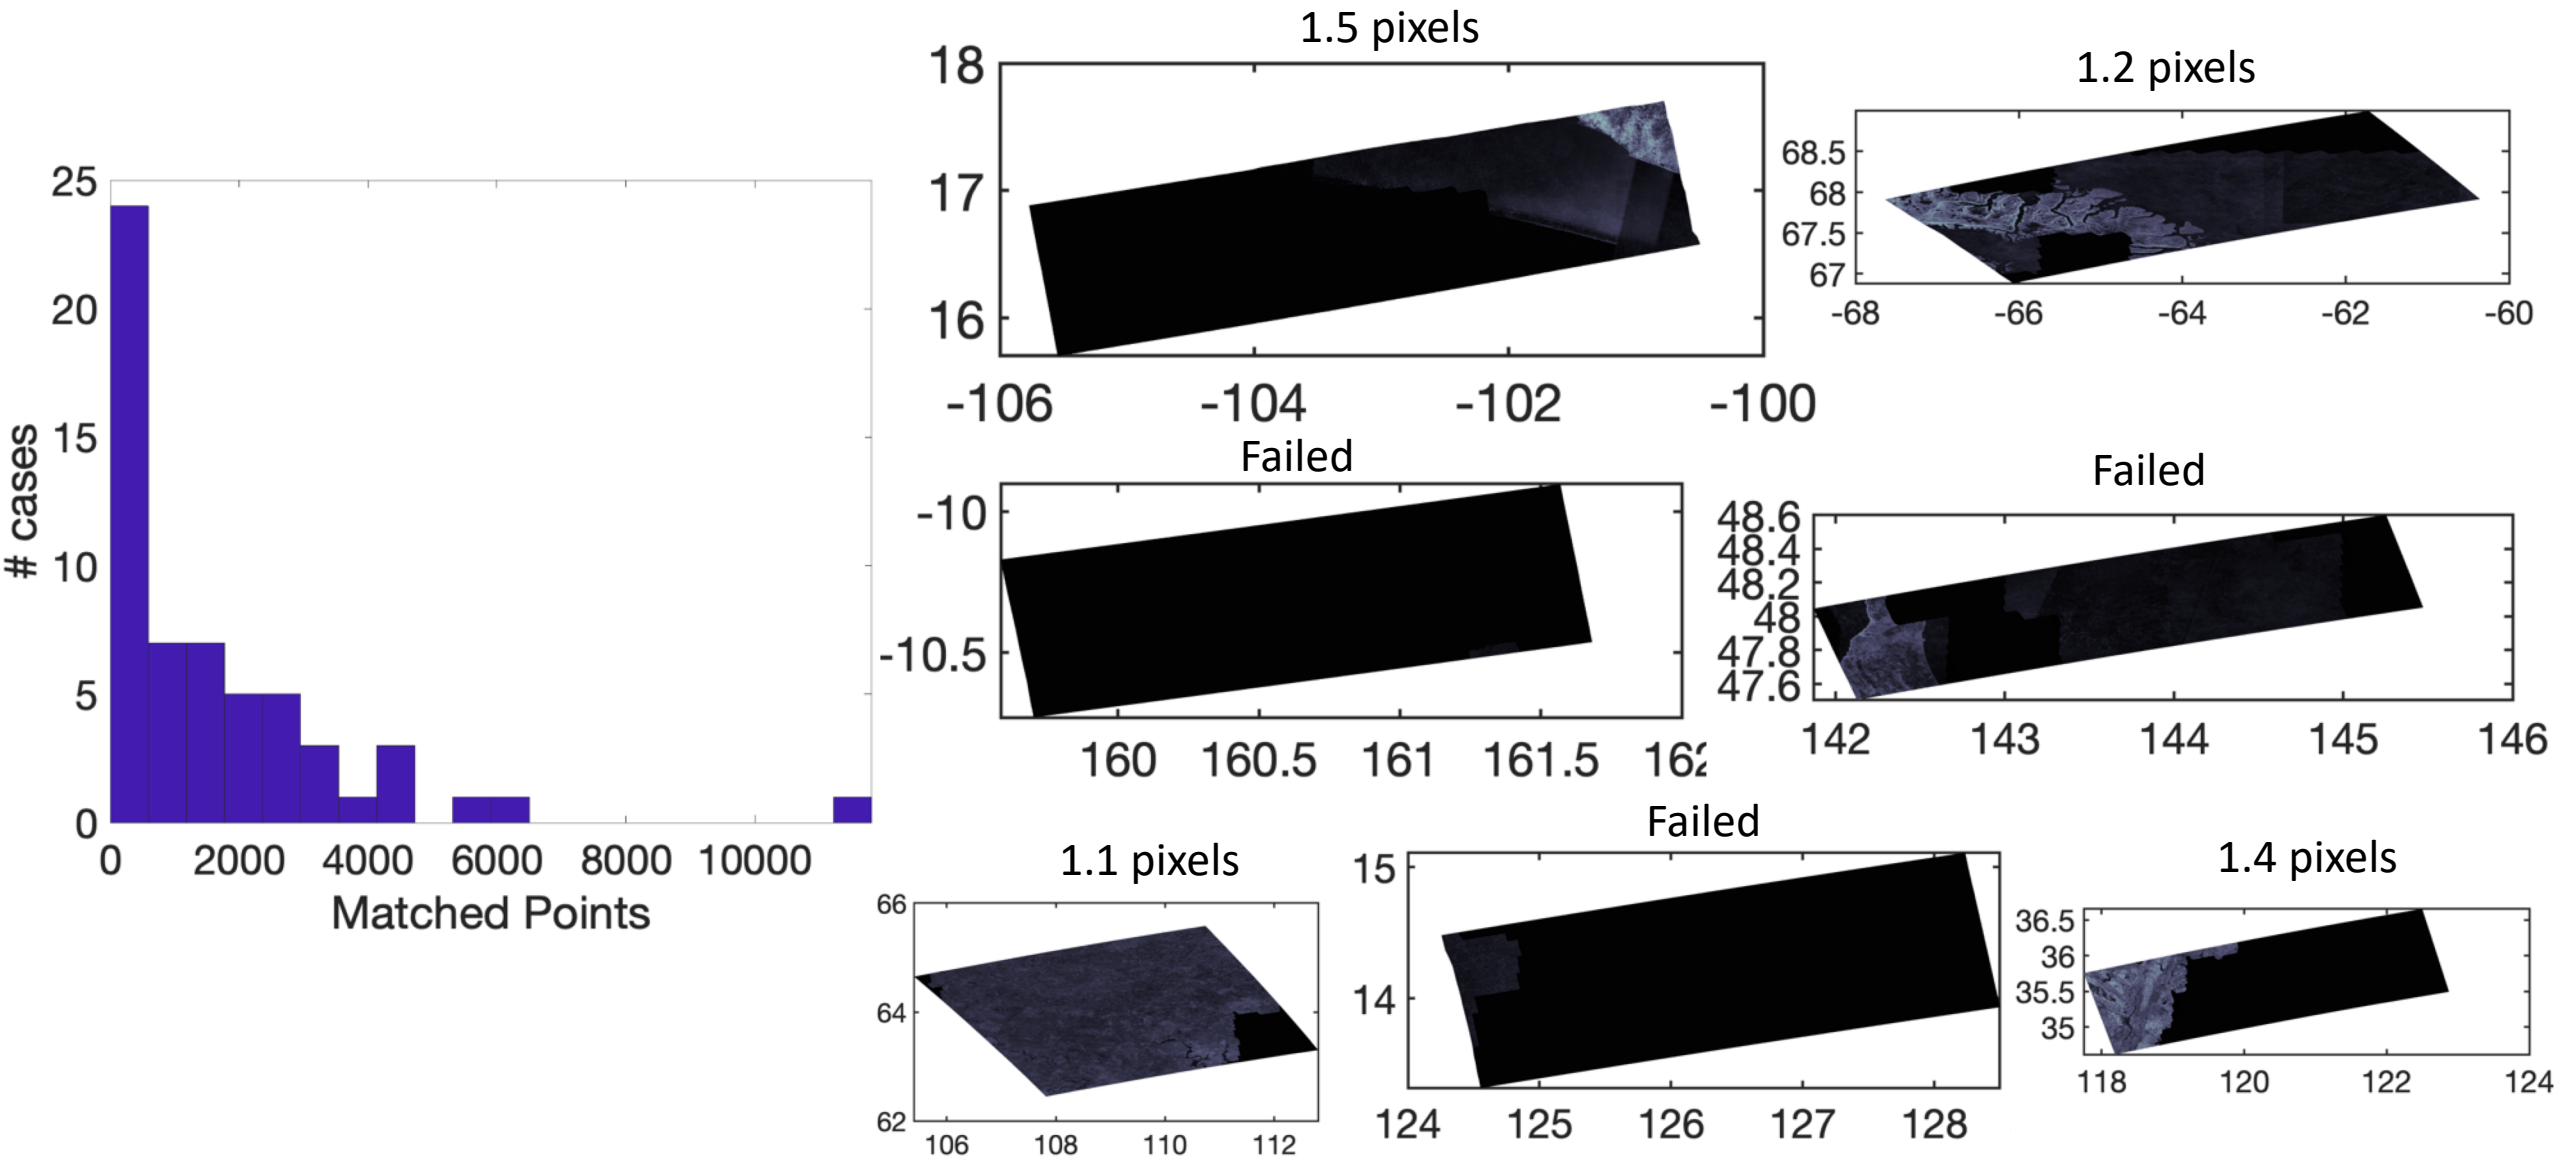 25
20
15
10
5
0
# cases
0 2000 4000 6000 8000 10000
Matched Points
1.5 pixels
18
17
16
-106 -104 -102 -100
1.2 pixels
68.5
68
67.5
67
-68 -66 -64 -62 -60
Failed
-10
-10.5
160 160.5 161 161.5 162
Failed
48.6
48.4
48.2
48
47.8
47.6
142 143 144 145 146
1.1 pixels
66
64
62
106 108 110 112
Failed
15
14
124 125 126 127 128
1.4 pixels
36.5
36
35.5
35
118 120 122 124